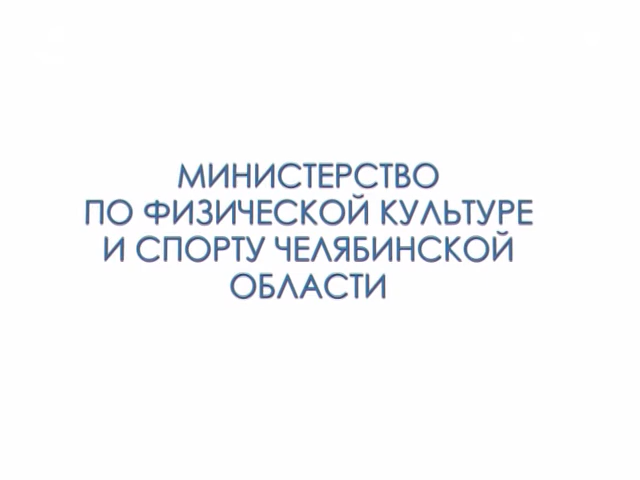 МИНИСТЕРСТВО
ПО ФИЗИЧЕСКОЙ КУЛЬТУРЕ
И СПОРТУ ЧЕЛЯБИНСКОЙ
ОБЛАСТИ